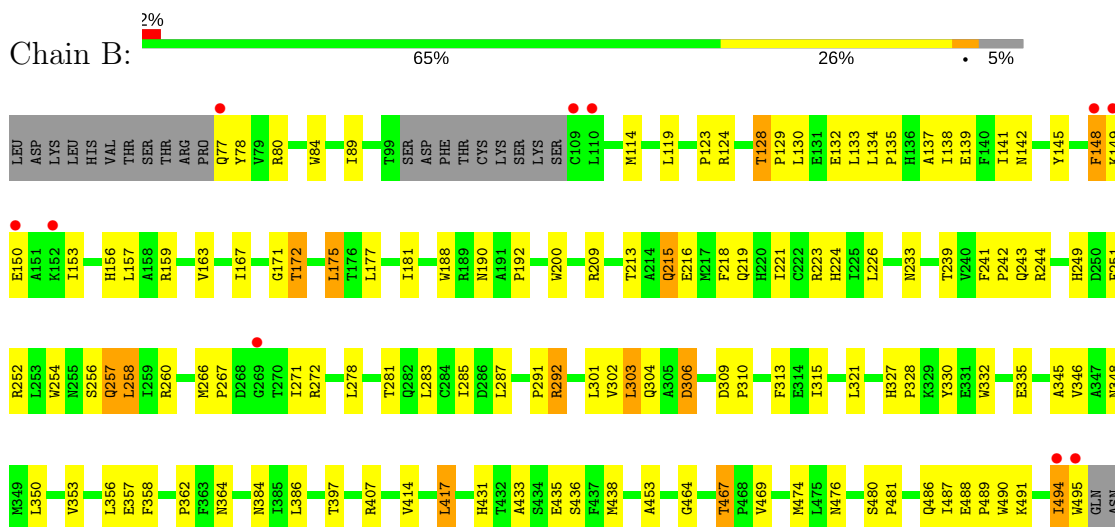 2%
Chain B:
65% 26% • 5%
LEU ASP LYS LEU HIS VAL THR SER THR ARG PRO Q77 Y78 V79 R80 W84 I89 T99 SER ASP PHE THR CYS LYS SER LYS SER C109 L110 M114 L119 P123 R124 T128 P129 L130 E131 E132 L133 L134 P135 H136 A137 I138 E139 F140 I141 N142 Y145 F148 K149
E150 A151 K152 I153 H156 L157 A158 R159 V163 I167 G171 T172 L175 T176 L177 I181 W188 R189 N190 A191 P192 W200 R209 T213 A214 Q215 E216 M217 F218 Q219 H220 I221 C222 R223 H224 T225 L226 N233 T239 V240 F241 P242 Q243 R244 H249 D250 E251
R252 L253 W254 N255 S256 Q257 L258 I259 R260 M266 P267 D268 G269 T270 I271 R272 L278 T281 Q282 L283 C284 I285 D286 L287 P291 R292 L301 V302 L303 Q304 A305 D306 D309 P310 F313 E314 I315 L321 H327 P328 K329 Y330 E331 W332 E335 A345 V346 A347 N348
M349 L350 V353 L356 E357 F358 P362 F363 N364 N384 I385 L386 T397 R407 V414 L417 H431 T432 A433 S434 E435 S436 F437 M438 A453 G464 T467 P468 V469 M474 L475 N476 S480 P481 Q486 I487 E488 P489 W490 K491 I494 W495 GLN ASN